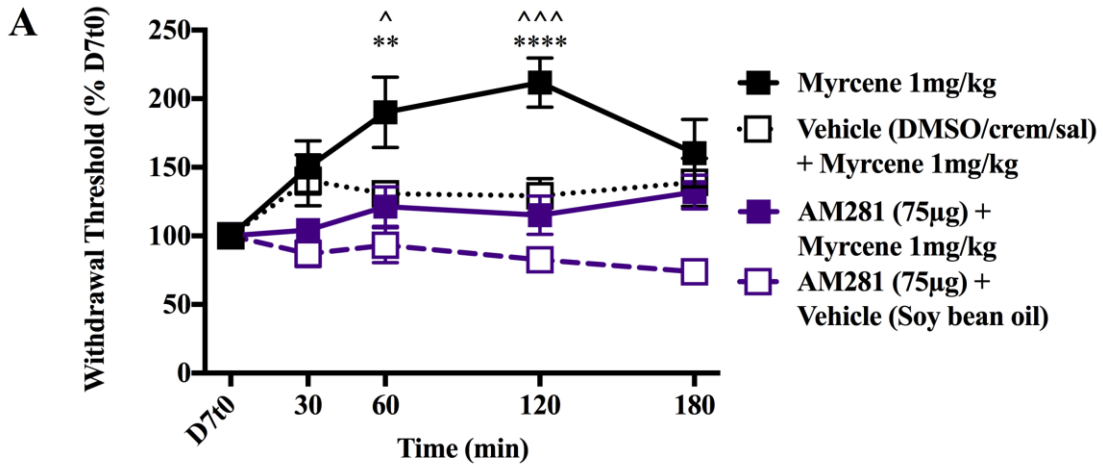 A
^ ^^^
** ****
250
200
150
100
50
0
Withdrawal Threshold (% D7t0)
D7t0 30 60 120 180
Time (min)
Myrcene 1mg/kg
Vehicle (DMSO/crem/sal)
+ Myrcene 1mg/kg
AM281 (75µg) +
Myrcene 1mg/kg
AM281 (75µg) +
Vehicle (Soy bean oil)